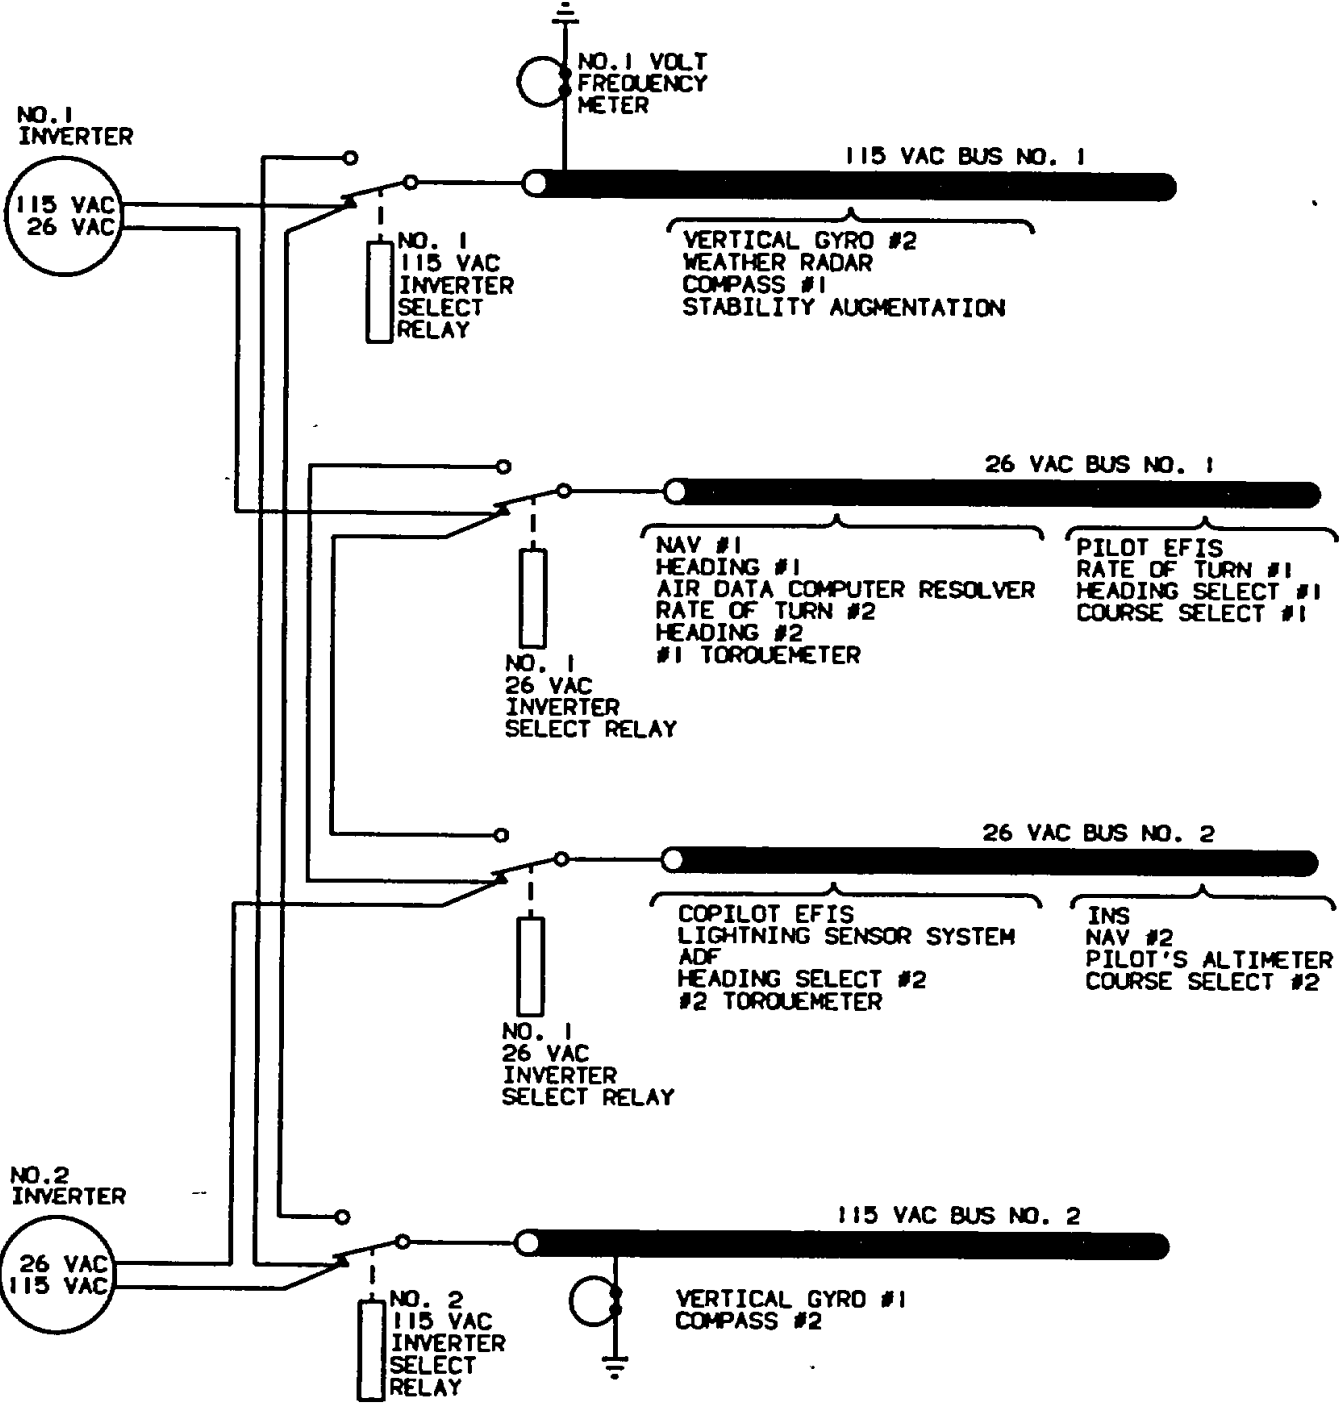 NO.1 VOLT
FREQUENCY
METER
NO.1
INVERTER
115 VAC
26 VAC
115 VAC BUS NO. 1
NO. 1
115 VAC
INVERTER
SELECT
RELAY
VERTICAL GYRO #2
WEATHER RADAR
COMPASS #1
STABILITY AUGMENTATION
26 VAC BUS NO. 1
NAV #1
HEADING #1
AIR DATA COMPUTER RESOLVER
RATE OF TURN #2
HEADING #2
#1 TORQUEMETER
PILOT EFIS
RATE OF TURN #1
HEADING SELECT #1
COURSE SELECT #1
NO. 1
26 VAC
INVERTER
SELECT RELAY
26 VAC BUS NO. 2
COPILOT EFIS
LIGHTNING SENSOR SYSTEM
ADF
HEADING SELECT #2
#2 TORQUEMETER
INS
NAV #2
PILOT'S ALTIMETER
COURSE SELECT #2
NO. 1
26 VAC
INVERTER
SELECT RELAY
NO.2
INVERTER
26 VAC
115 VAC
115 VAC BUS NO. 2
NO. 2
115 VAC
INVERTER
SELECT
RELAY
VERTICAL GYRO #1
COMPASS #2